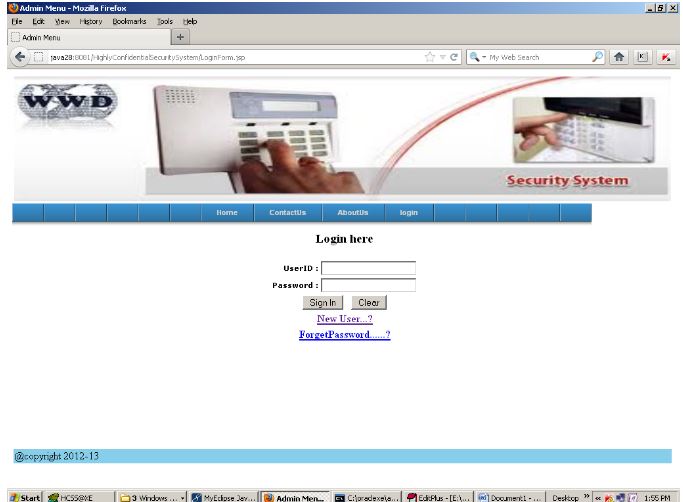 Admin Menu - Mozilla Firefox
File Edit View History Bookmarks Tools Help
Admin Menu +
java28:8081/HighlyConfidentialSecuritySystem/LoginForm.jsp
My Web Search
WWD
Security System
Home ContactUs AboutUs login
Login here
UserID :
Password :
Sign In Clear
New User...?
ForgetPassword......?
@copyright 2012-13
Start HCSS@XE 3 Windows ... MyEclipse Jav... Admin Men... C:\oradexe\a... EditPlus - [E:\... Document1 - ... Desktop » « 1:55 PM